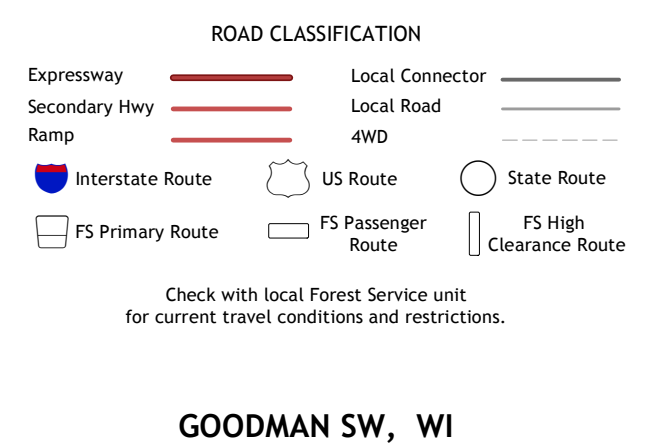 ROAD CLASSIFICATION
Expressway
Local Connector
Secondary Hwy
Local Road
Ramp
4WD
Interstate Route
US Route
State Route
FS Primary Route
FS Passenger
Route
FS High
Clearance Route
Check with local Forest Service unit
for current travel conditions and restrictions.
GOODMAN SW, WI